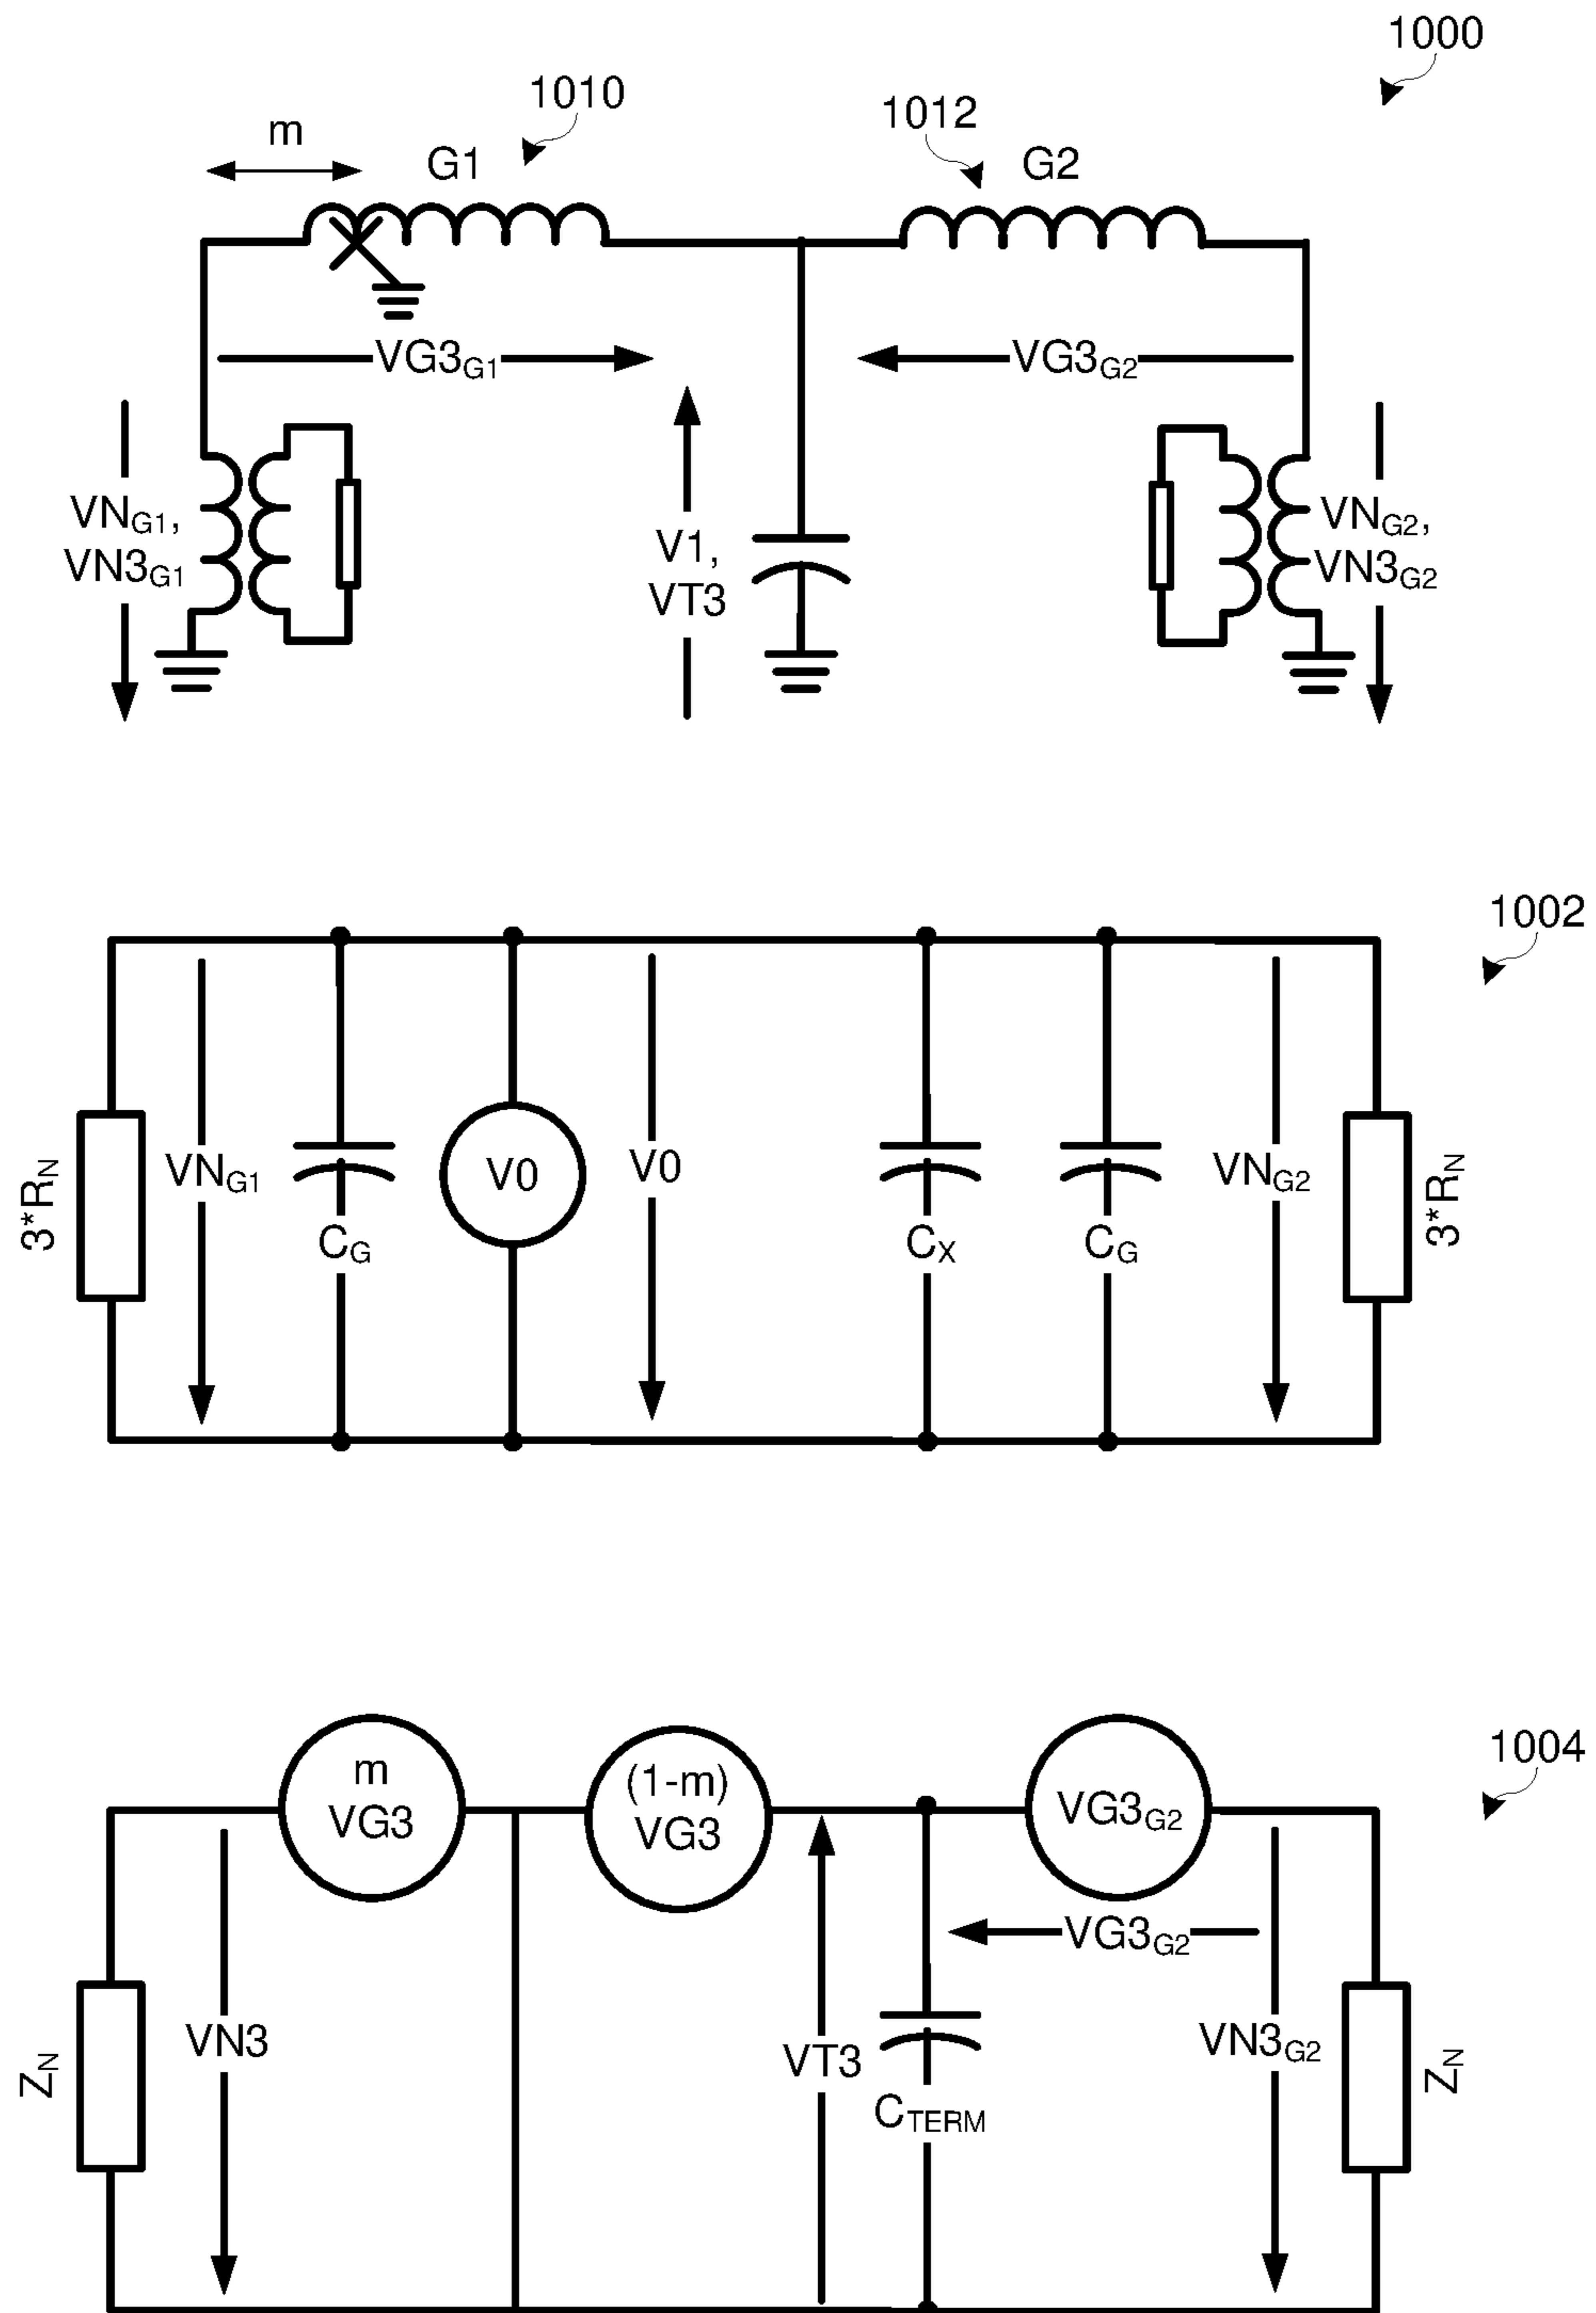 1000
1010
1012
m
G1
G2
VG3G1
VG3G2
VNG1,
VN3G1
V1,
VT3
VNG2,
VN3G2
1002
3*RN
VNG1
CG
V0
V0
CX
CG
VNG2
3*RN
1004
m
VG3
(1-m)
VG3
VG3G2
VG3G2
ZN
VN3
VT3
CTERM
VN3G2
ZN